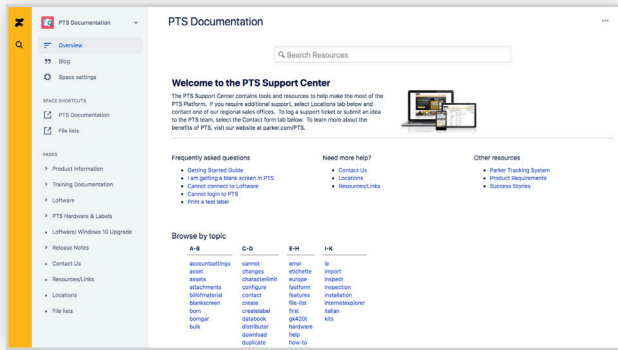 PTS Documentation
Overview
Blog
Space settings
SPACE SHORTCUTS
PTS Documentation
File lists
PAGES
Product Information
Training Documentation
Loftware
PTS Hardware & Labels
Loftware/ Windows 10 Upgrade
Release Notes
Contact Us
Resources/Links
Locations
File lists
PTS Documentation
Search Resources
Welcome to the PTS Support Center
The PTS Support Center contains tools and resources to help make the most of the
PTS Platform. If you require additional support, select Locations tab below and
contact one of our regional sales offices. To log a support ticket or submit an idea
to the PTS team, select the Contact form tab below. To learn more about the
benefits of PTS, visit our website at parker.com/PTS.
Frequently asked questions
Getting Started Guide
I am getting a blank screen in PTS
Cannot connect to Loftware
Cannot login to PTS
Print a test label
Need more help?
Contact Us
Locations
Resources/Links
Other resources
Parker Tracking System
Product Requirements
Success Stories
Browse by topic
A-B
accountsettings
asset
assets
attachments
billofmaterial
blankscreen
bom
bomgar
bulk
C-D
cannot
changes
characterlimit
configure
contact
create
createlabel
databook
distributor
download
duplicate
E-H
error
etichette
europe
fastform
features
file-list
first
gk420t
hardware
help
how-to
I-K
ie
import
inspect
inspection
installation
internetexplorer
italian
kits